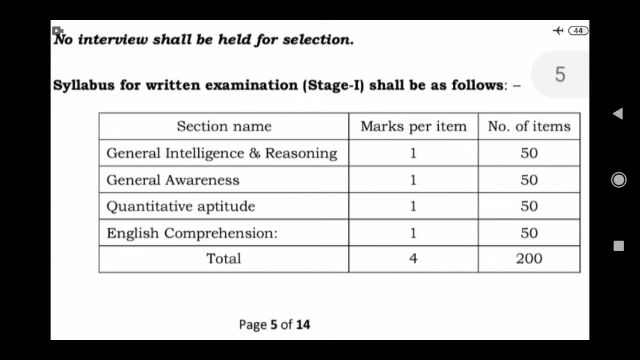 44
No interview shall be held for selection.
5
Syllabus for written examination (Stage-I) shall be as follows: –
Section name Marks per item No. of items
General Intelligence & Reasoning 1 50
General Awareness 1 50
Quantitative aptitude 1 50
English Comprehension: 1 50
Total 4 200
Page 5 of 14